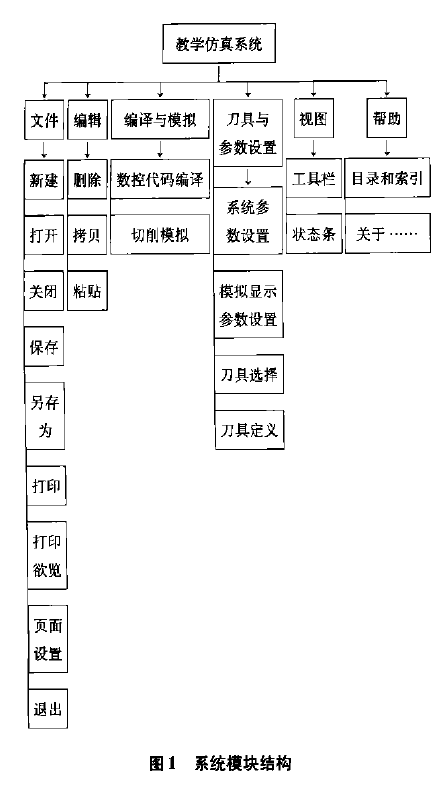 教学仿真系统
文件
编辑
编译与模拟
刀具与
参数设置
视图
帮助
新建
删除
数控代码编译
系统参
数设置
工具栏
目录和索引
打开
拷贝
切削模拟
状态条
关于……
关闭
粘贴
模拟显示
参数设置
保存
刀具选择
另存
为
刀具定义
打印
打印
欲览
页面
设置
退出
图1 系统模块结构